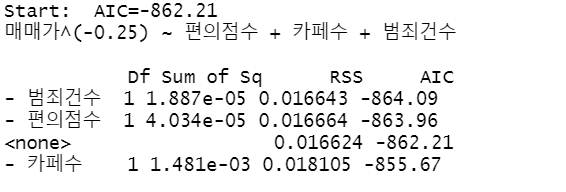 Start:  AIC=-862.21
매매가^(-0.25) ~ 편의점수 + 카페수 + 범죄건수
Df Sum of Sq RSS AIC
- 범죄건수 1 1.887e-05 0.016643 -864.09
- 편의점수 1 4.034e-05 0.016664 -863.96
<none> 0.016624 -862.21
- 카페수 1 1.481e-03 0.018105 -855.67